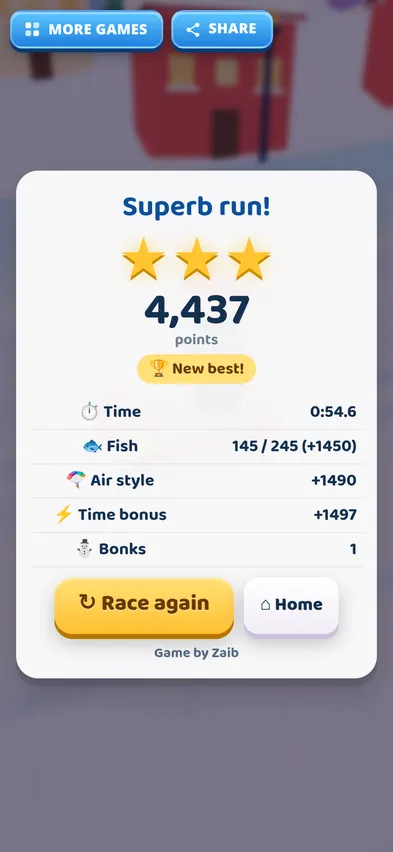 MORE GAMES
SHARE
Superb run!
4,437
points
🏆 New best!
⏱️ Time 0:54.6
🐟 Fish 145 / 245 (+1450)
🪂 Air style +1490
⚡ Time bonus +1497
⛄ Bonks 1
↻ Race again
⌂ Home
Game by Zaib